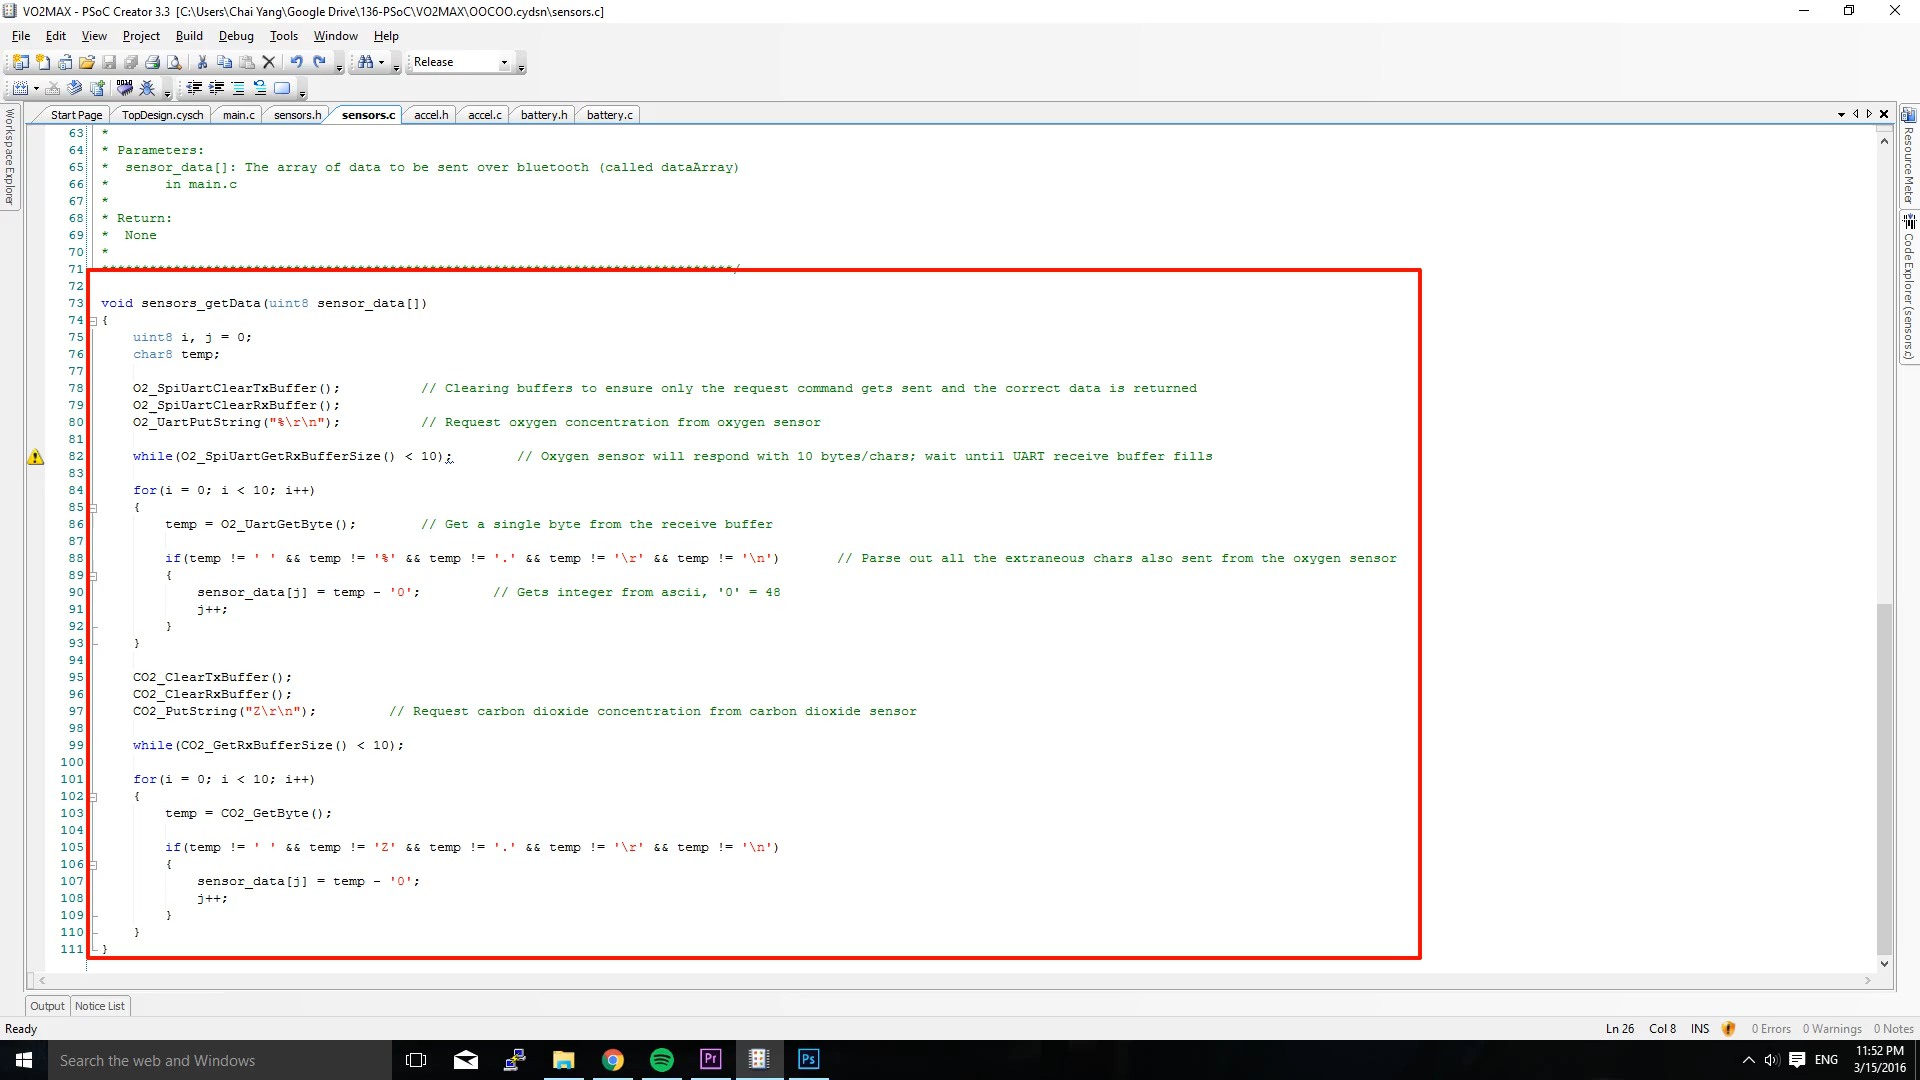 VO2MAX - PSoC Creator 3.3 [C:\Users\Chai Yang\Google Drive\136-PSoC\VO2MAX\OOCOO.cydsn\sensors.c]
File Edit View Project Build Debug Tools Window Help
Release
Start Page TopDesign.cysch main.c sensors.h sensors.c accel.h accel.c battery.h battery.c
Workspace Explorer
Resource Meter
Code Explorer (sensors.c)
63 *
64 * Parameters:
65 * sensor_data[]: The array of data to be sent over bluetooth (called dataArray)
66 * in main.c
67 *
68 * Return:
69 * None
70 *
71 *******************************************************************************/
72
73 void sensors_getData(uint8 sensor_data[])
74 {
75 uint8 i, j = 0;
76 char8 temp;
77
78 O2_SpiUartClearTxBuffer(); // Clearing buffers to ensure only the request command gets sent and the correct data is returned
79 O2_SpiUartClearRxBuffer();
80 O2_UartPutString("%\r\n"); // Request oxygen concentration from oxygen sensor
81
82 while(O2_SpiUartGetRxBufferSize() < 10); // Oxygen sensor will respond with 10 bytes/chars; wait until UART receive buffer fills
83
84 for(i = 0; i < 10; i++)
85 {
86 temp = O2_UartGetByte(); // Get a single byte from the receive buffer
87
88 if(temp != ' ' && temp != '%' && temp != '.' && temp != '\r' && temp != '\n') // Parse out all the extraneous chars also sent from the oxygen sensor
89 {
90 sensor_data[j] = temp - '0'; // Gets integer from ascii, '0' = 48
91 j++;
92 }
93 }
94
95 CO2_ClearTxBuffer();
96 CO2_ClearRxBuffer();
97 CO2_PutString("Z\r\n"); // Request carbon dioxide concentration from carbon dioxide sensor
98
99 while(CO2_GetRxBufferSize() < 10);
100
101 for(i = 0; i < 10; i++)
102 {
103 temp = CO2_GetByte();
104
105 if(temp != ' ' && temp != 'Z' && temp != '.' && temp != '\r' && temp != '\n')
106 {
107 sensor_data[j] = temp - '0';
108 j++;
109 }
110 }
111 }
Output Notice List
Ready Ln 26 Col 8 INS 0 Errors 0 Warnings 0 Notes
Search the web and Windows Pr Ps ENG 11:52 PM
3/15/2016